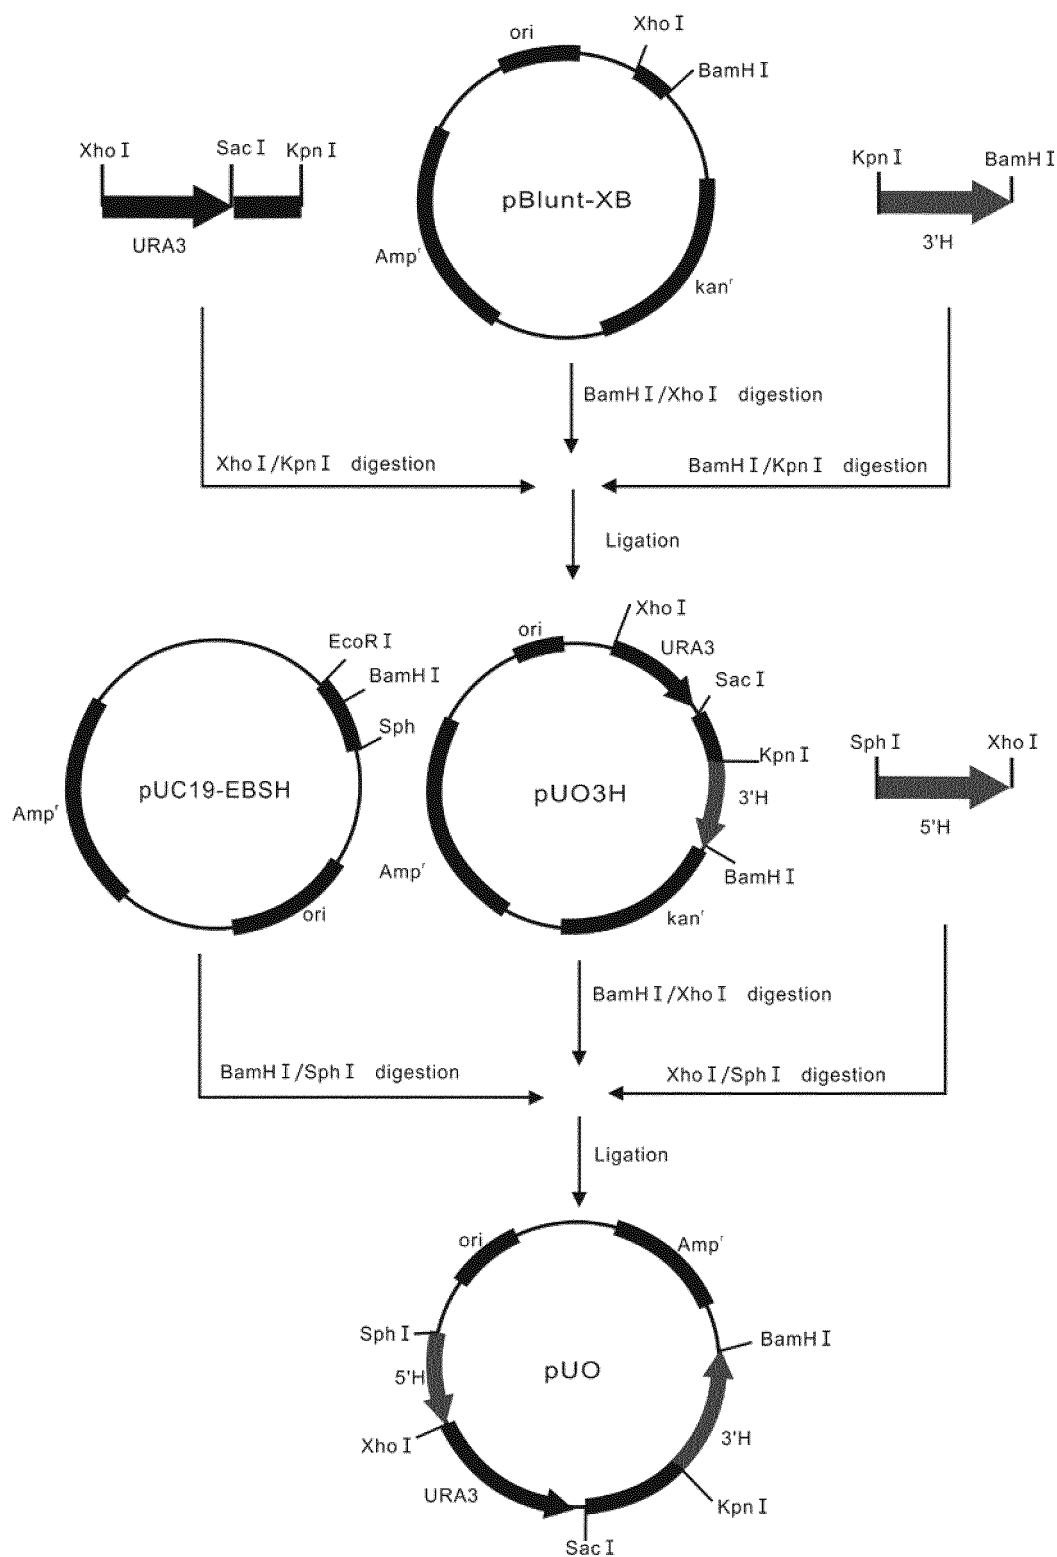 ori
Xho I
BamH I
Xho I
Sac I
Kpn I
URA3
pBlunt-XB
Ampʳ
kanʳ
Kpn I
BamH I
3'H
BamH I/Xho I digestion
Xho I/Kpn I digestion
BamH I/Kpn I digestion
Ligation
EcoR I
BamH I
Sph
pUC19-EBSH
Ampʳ
ori
ori
Xho I
URA3
Sac I
Kpn I
pUO3H
3'H
BamH I
Ampʳ
kanʳ
Sph I
Xho I
5'H
BamH I/Xho I digestion
BamH I/Sph I digestion
Xho I/Sph I digestion
Ligation
ori
Ampʳ
Sph I
BamH I
5'H
pUO
Xho I
3'H
URA3
Kpn I
Sac I